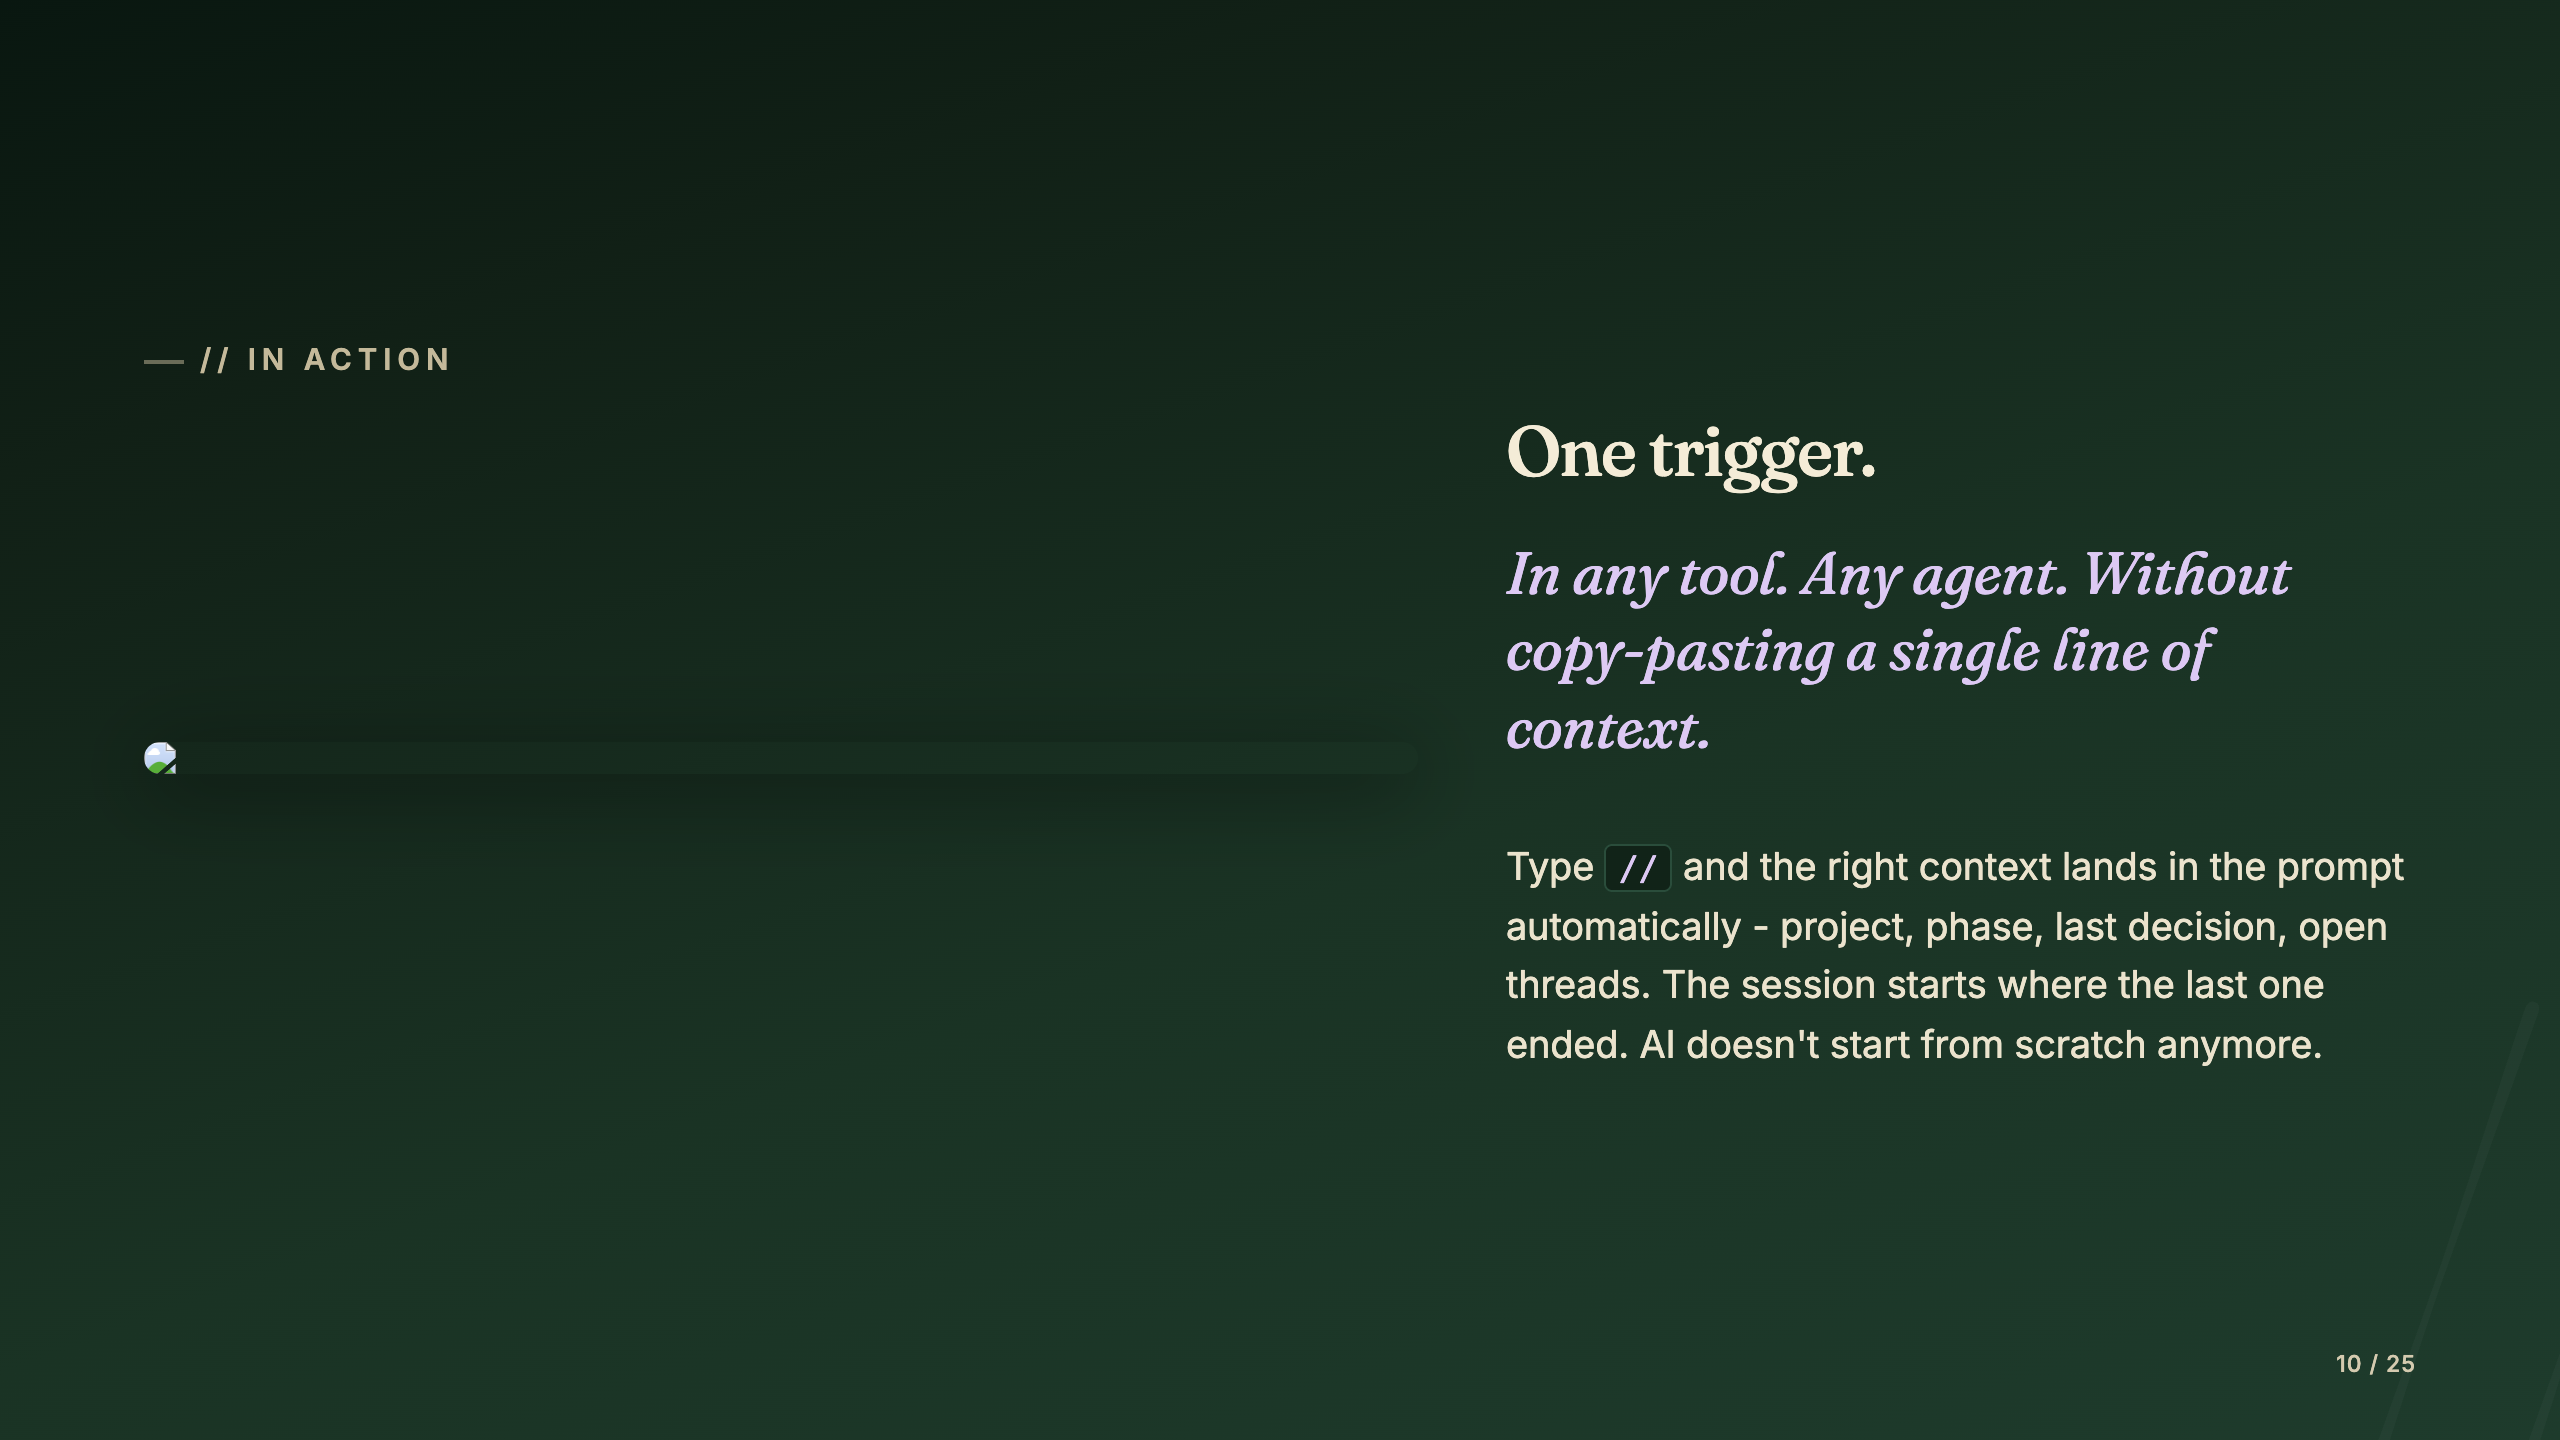 // IN ACTION
One trigger.
In any tool. Any agent. Without
copy-pasting a single line of
context.
Type // and the right context lands in the prompt
automatically - project, phase, last decision, open
threads. The session starts where the last one
ended. AI doesn't start from scratch anymore.
10 / 25